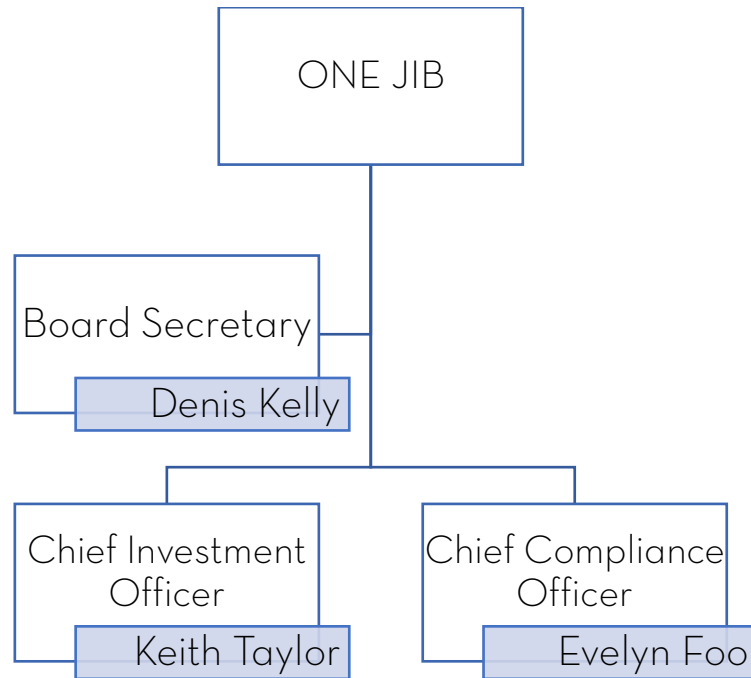 ONE JIB
Board Secretary
Denis Kelly
Chief Investment
Officer
Keith Taylor
Chief Compliance
Officer
Evelyn Foo